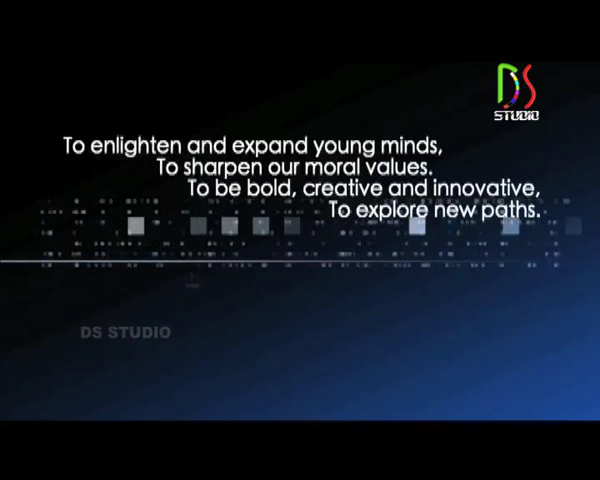 DS
STUDIO
To enlighten and expand young minds,
To sharpen our moral values.
To be bold, creative and innovative,
To explore new paths.
DS STUDIO